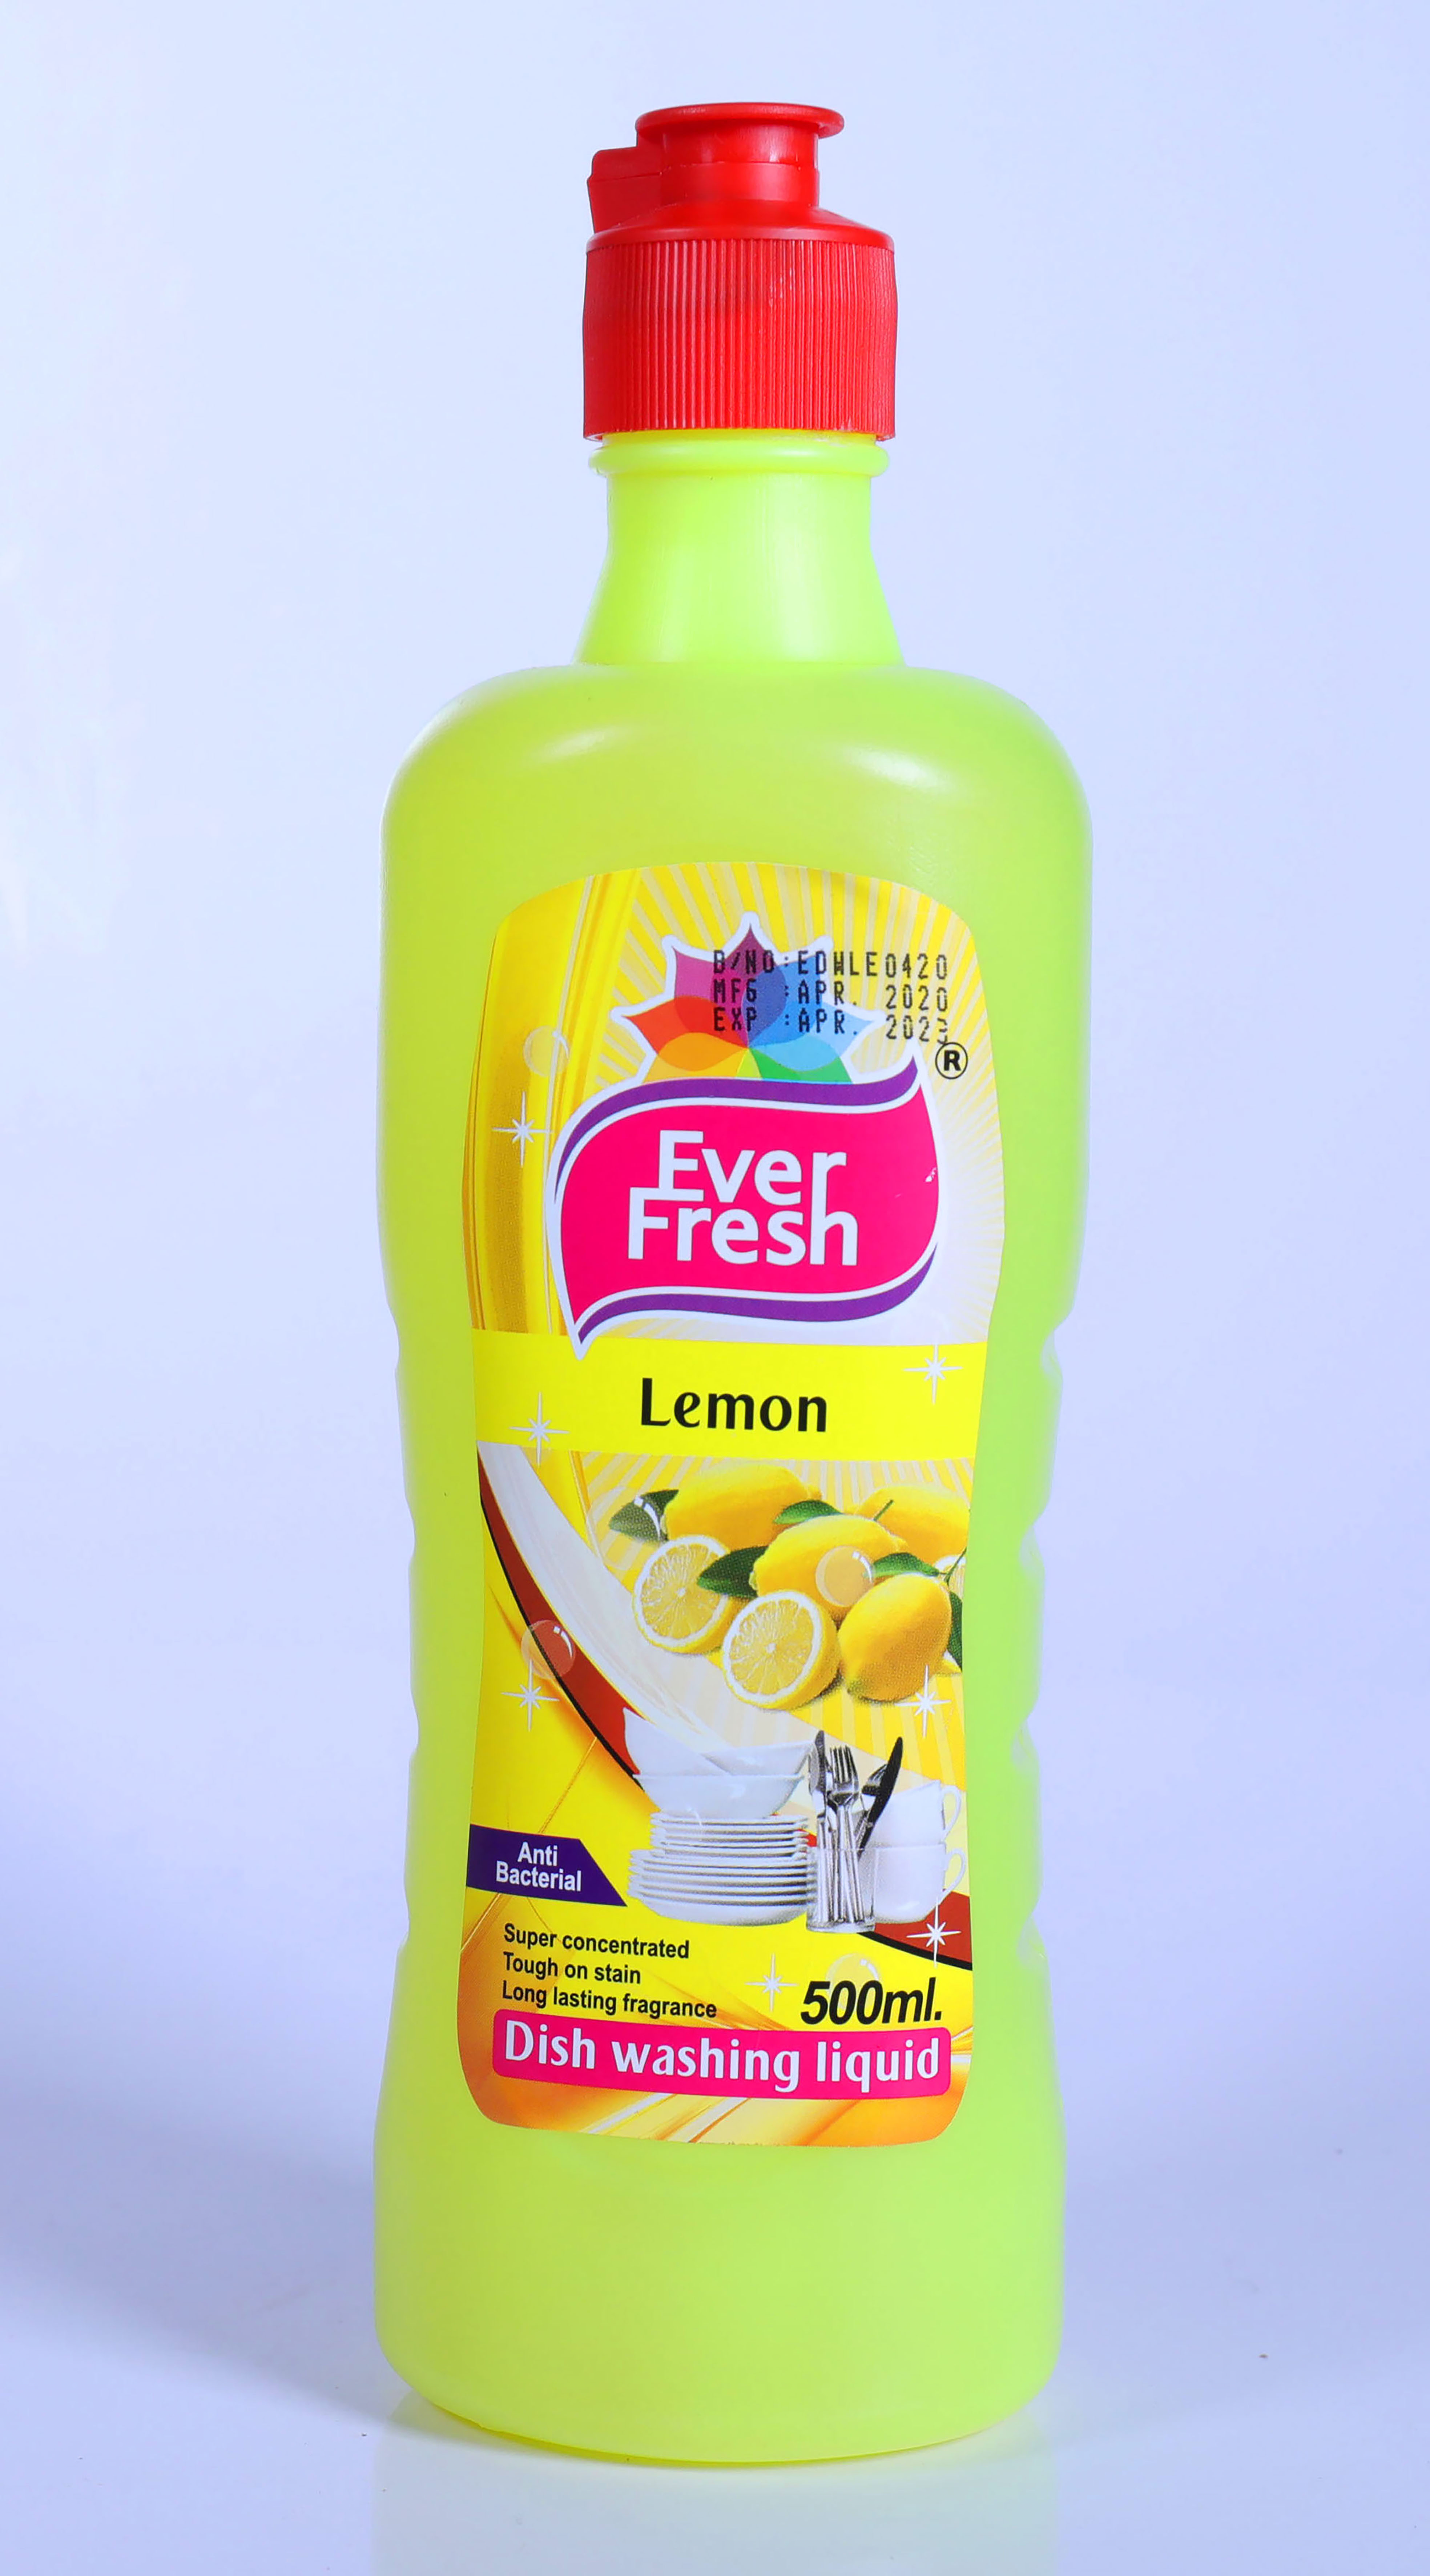 B/NO:EDWLE0420
MFG :APR. 2020
EXP :APR. 2023
®
Ever
Fresh
Lemon
Anti
Bacterial
Super concentrated
Tough on stain
Long lasting fragrance
500ml.
Dish washing liquid